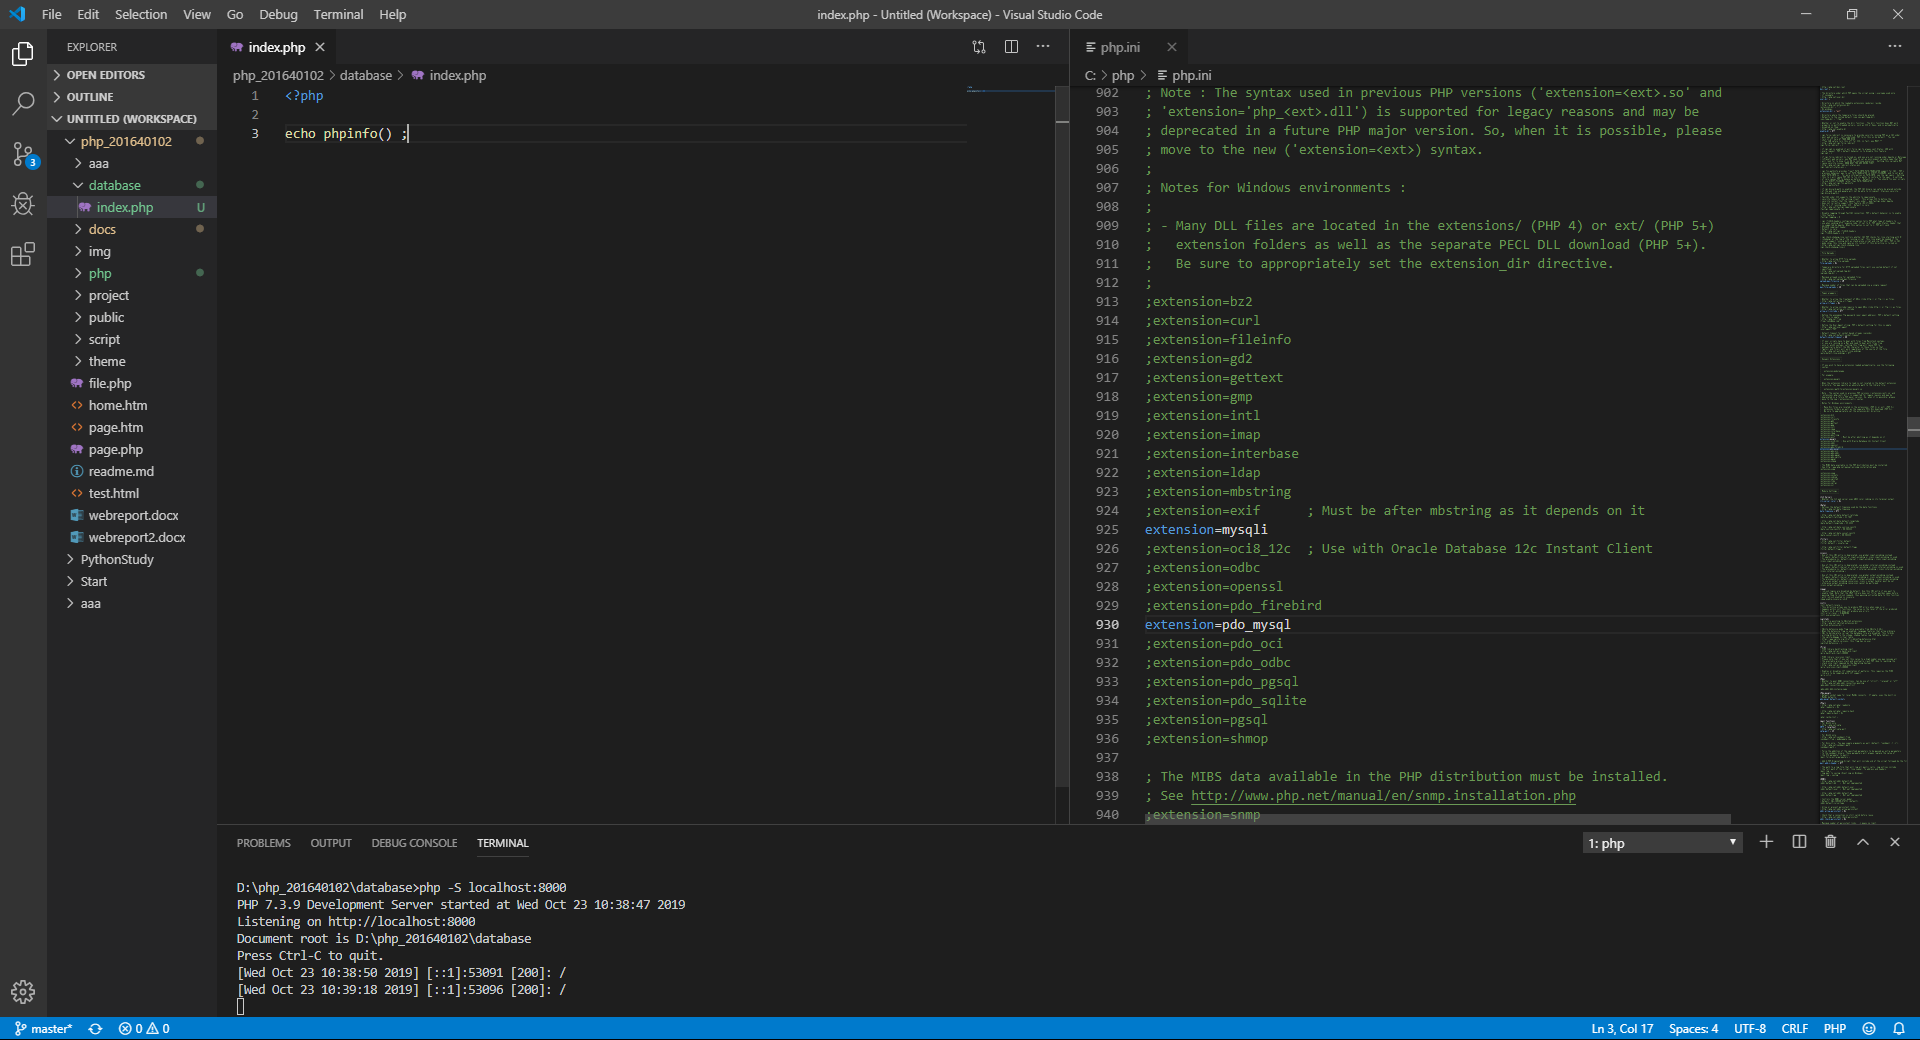 File Edit Selection View Go Debug Terminal Help
index.php - Untitled (Workspace) - Visual Studio Code
EXPLORER
OPEN EDITORS
OUTLINE
UNTITLED (WORKSPACE)
php_201640102
aaa
database
index.php U
docs
img
php
project
public
script
theme
file.php
home.htm
page.htm
page.php
readme.md
test.html
webreport.docx
webreport2.docx
PythonStudy
Start
aaa
3
index.php
php_201640102 > database > index.php
1 <?php
2
3 echo phpinfo() ;
php.ini
C: > php > php.ini
902 ; Note : The syntax used in previous PHP versions ('extension=<ext>.so' and
903 ; 'extension='php_<ext>.dll') is supported for legacy reasons and may be
904 ; deprecated in a future PHP major version. So, when it is possible, please
905 ; move to the new ('extension=<ext>) syntax.
906 ;
907 ; Notes for Windows environments :
908 ;
909 ; - Many DLL files are located in the extensions/ (PHP 4) or ext/ (PHP 5+)
910 ;   extension folders as well as the separate PECL DLL download (PHP 5+).
911 ;   Be sure to appropriately set the extension_dir directive.
912 ;
913 ;extension=bz2
914 ;extension=curl
915 ;extension=fileinfo
916 ;extension=gd2
917 ;extension=gettext
918 ;extension=gmp
919 ;extension=intl
920 ;extension=imap
921 ;extension=interbase
922 ;extension=ldap
923 ;extension=mbstring
924 ;extension=exif      ; Must be after mbstring as it depends on it
925 extension=mysqli
926 ;extension=oci8_12c  ; Use with Oracle Database 12c Instant Client
927 ;extension=odbc
928 ;extension=openssl
929 ;extension=pdo_firebird
930 extension=pdo_mysql
931 ;extension=pdo_oci
932 ;extension=pdo_odbc
933 ;extension=pdo_pgsql
934 ;extension=pdo_sqlite
935 ;extension=pgsql
936 ;extension=shmop
937
938 ; The MIBS data available in the PHP distribution must be installed.
939 ; See http://www.php.net/manual/en/snmp.installation.php
940 ;extension=snmp
PROBLEMS OUTPUT DEBUG CONSOLE TERMINAL
1: php
D:\php_201640102\database>php -S localhost:8000
PHP 7.3.9 Development Server started at Wed Oct 23 10:38:47 2019
Listening on http://localhost:8000
Document root is D:\php_201640102\database
Press Ctrl-C to quit.
[Wed Oct 23 10:38:50 2019] [::1]:53091 [200]: /
[Wed Oct 23 10:39:18 2019] [::1]:53096 [200]: /
master* 0 0
Ln 3, Col 17 Spaces: 4 UTF-8 CRLF PHP